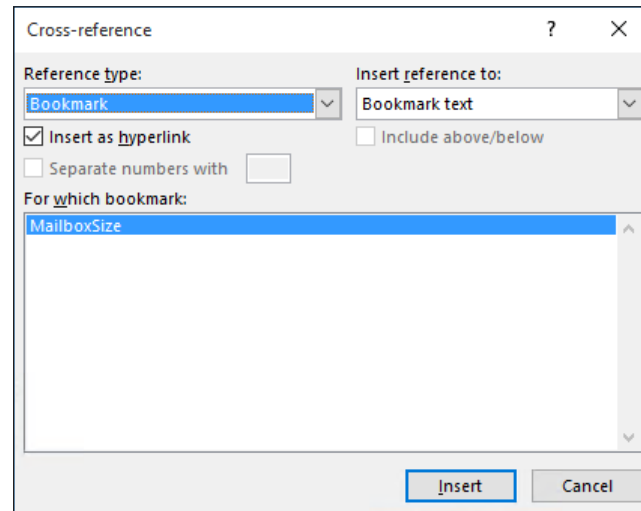 Cross-reference ?
Reference type: Insert reference to:
Bookmark Bookmark text
Insert as hyperlink Include above/below
Separate numbers with
For which bookmark:
MailboxSize
Insert Cancel